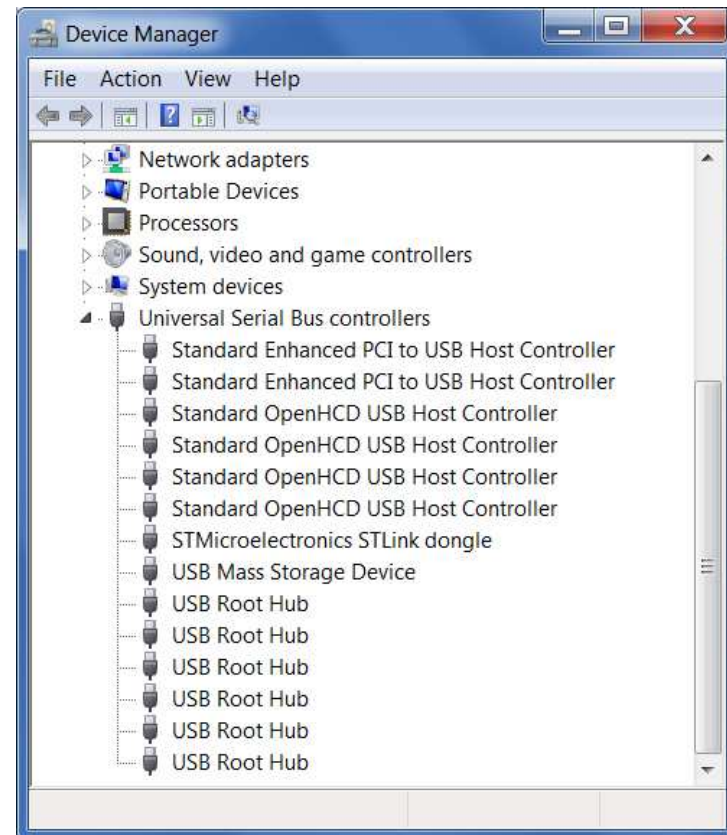 Device Manager
File Action View Help
Network adapters
Portable Devices
Processors
Sound, video and game controllers
System devices
Universal Serial Bus controllers
Standard Enhanced PCI to USB Host Controller
Standard Enhanced PCI to USB Host Controller
Standard OpenHCD USB Host Controller
Standard OpenHCD USB Host Controller
Standard OpenHCD USB Host Controller
Standard OpenHCD USB Host Controller
STMicroelectronics STLink dongle
USB Mass Storage Device
USB Root Hub
USB Root Hub
USB Root Hub
USB Root Hub
USB Root Hub
USB Root Hub